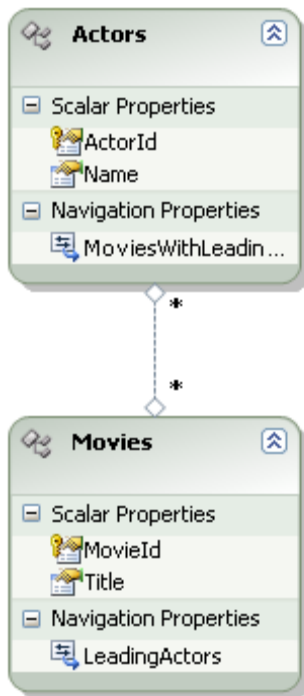 Actors
Scalar Properties
ActorId
Name
Navigation Properties
MoviesWithLeadin...
*
*
Movies
Scalar Properties
MovieId
Title
Navigation Properties
LeadingActors